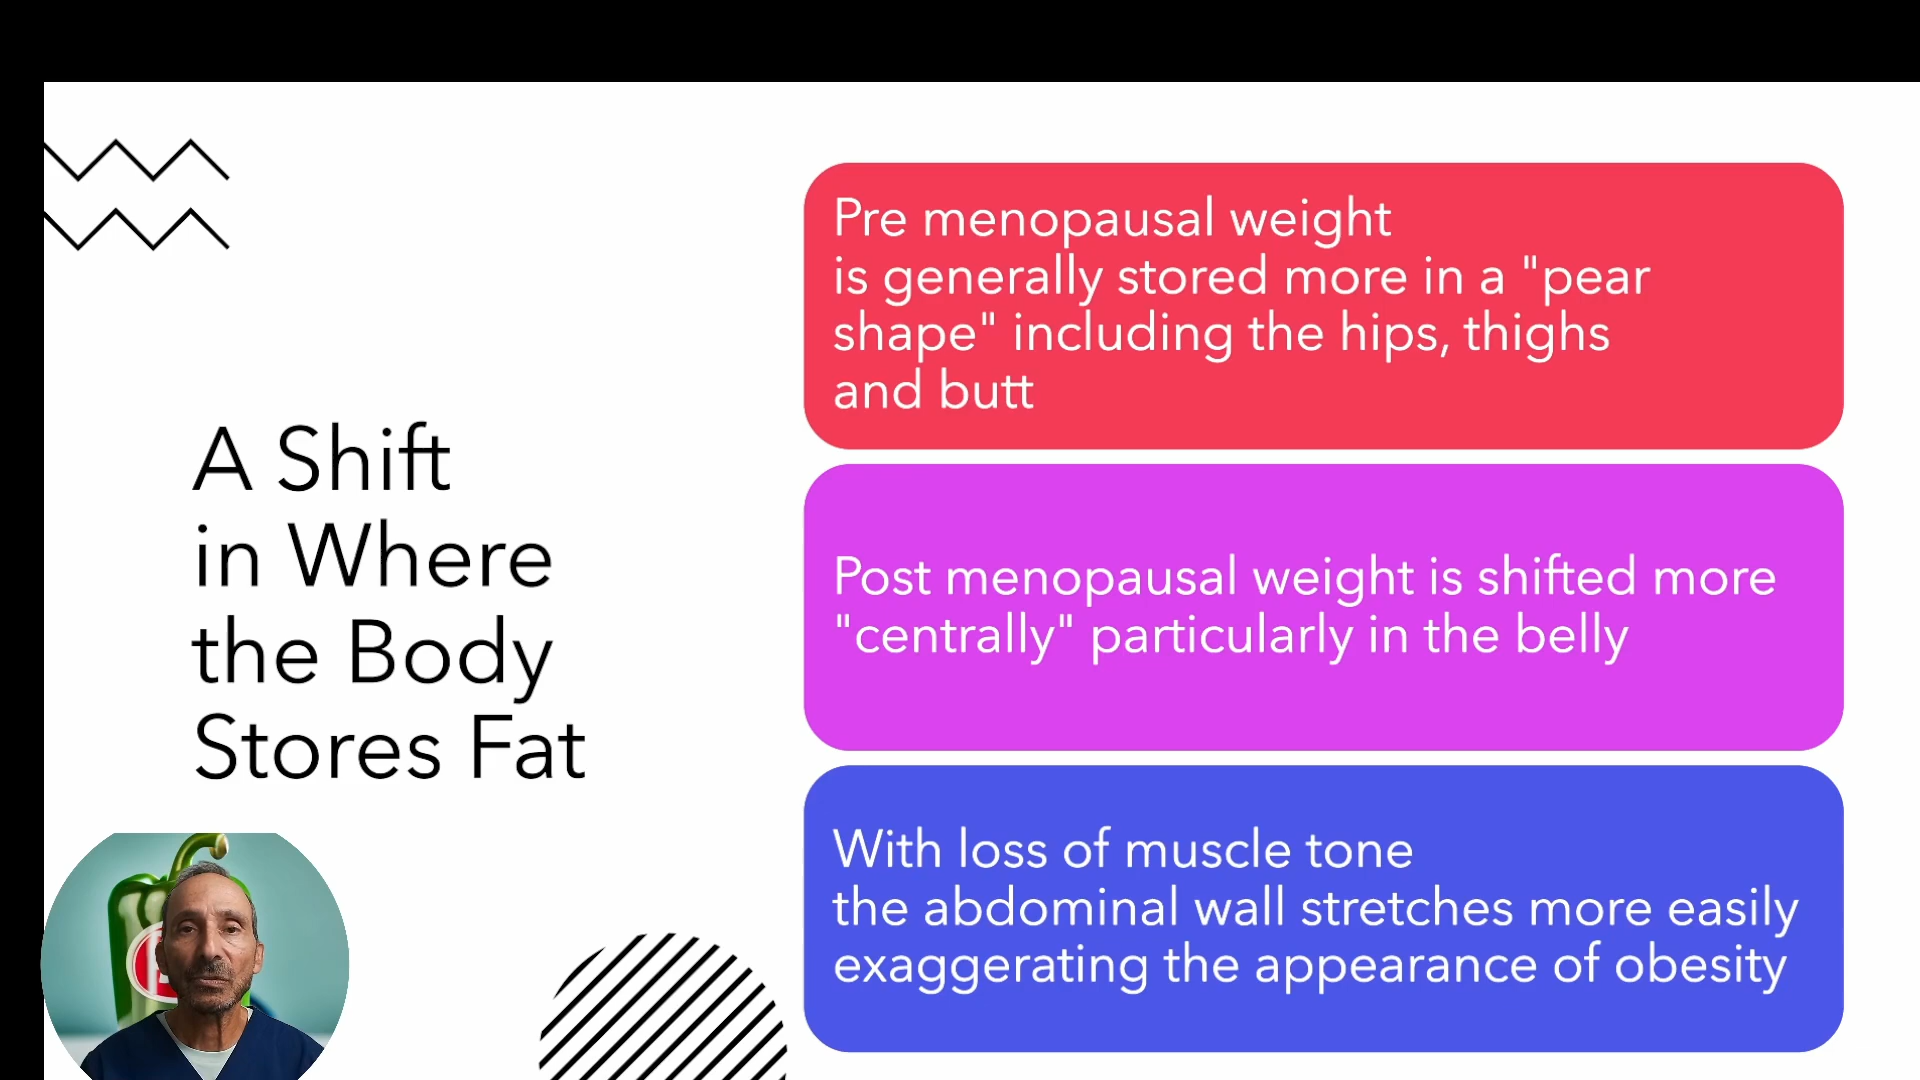 A Shift
in Where
the Body
Stores Fat
Pre menopausal weight
is generally stored more in a "pear
shape" including the hips, thighs
and butt
Post menopausal weight is shifted more
"centrally" particularly in the belly
With loss of muscle tone
the abdominal wall stretches more easily
exaggerating the appearance of obesity